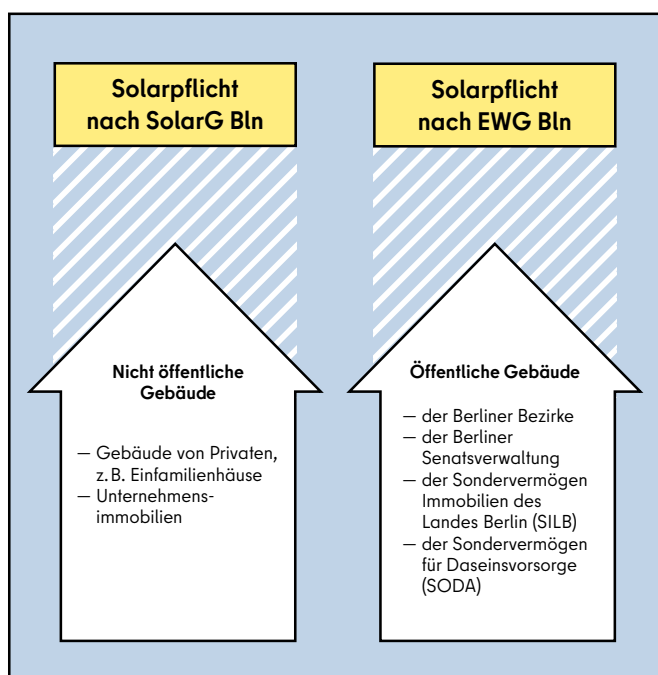 Solarpflicht
nach SolarG Bln
Nicht öffentliche
Gebäude
— Gebäude von Privaten,
z. B. Einfamilienhäuse
— Unternehmens-
immobilien
Solarpflicht
nach EWG Bln
Öffentliche Gebäude
— der Berliner Bezirke
— der Berliner
Senatsverwaltung
— der Sondervermögen
Immobilien des
Landes Berlin (SILB)
— der Sondervermögen
für Daseinsvorsorge
(SODA)